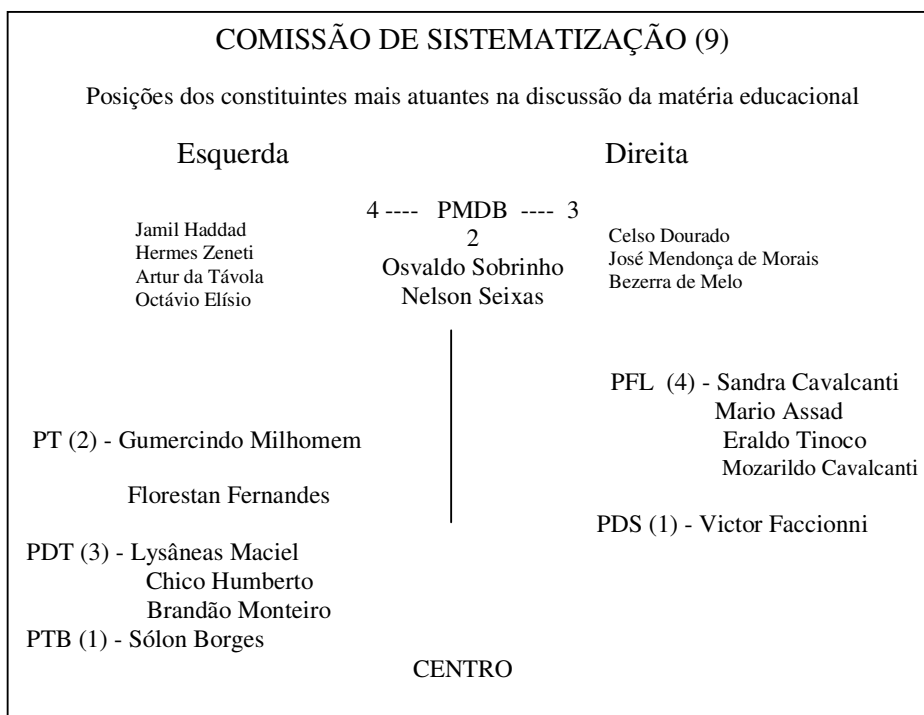 COMISSÃO DE SISTEMATIZAÇÃO (9)
Posições dos constituintes mais atuantes na discussão da matéria educacional
Esquerda
Direita
4 ---- PMDB ---- 3
2
Osvaldo Sobrinho
Nelson Seixas
Jamil Haddad
Hermes Zeneti
Artur da Távola
Octávio Elísio
Celso Dourado
José Mendonça de Morais
Bezerra de Melo
PT (2) - Gumercindo Milhomem
Florestan Fernandes
PDT (3) - Lysâneas Maciel
Chico Humberto
Brandão Monteiro
PTB (1) - Sólon Borges
PFL (4) - Sandra Cavalcanti
Mario Assad
Eraldo Tinoco
Mozarildo Cavalcanti
PDS (1) - Victor Faccionni
CENTRO